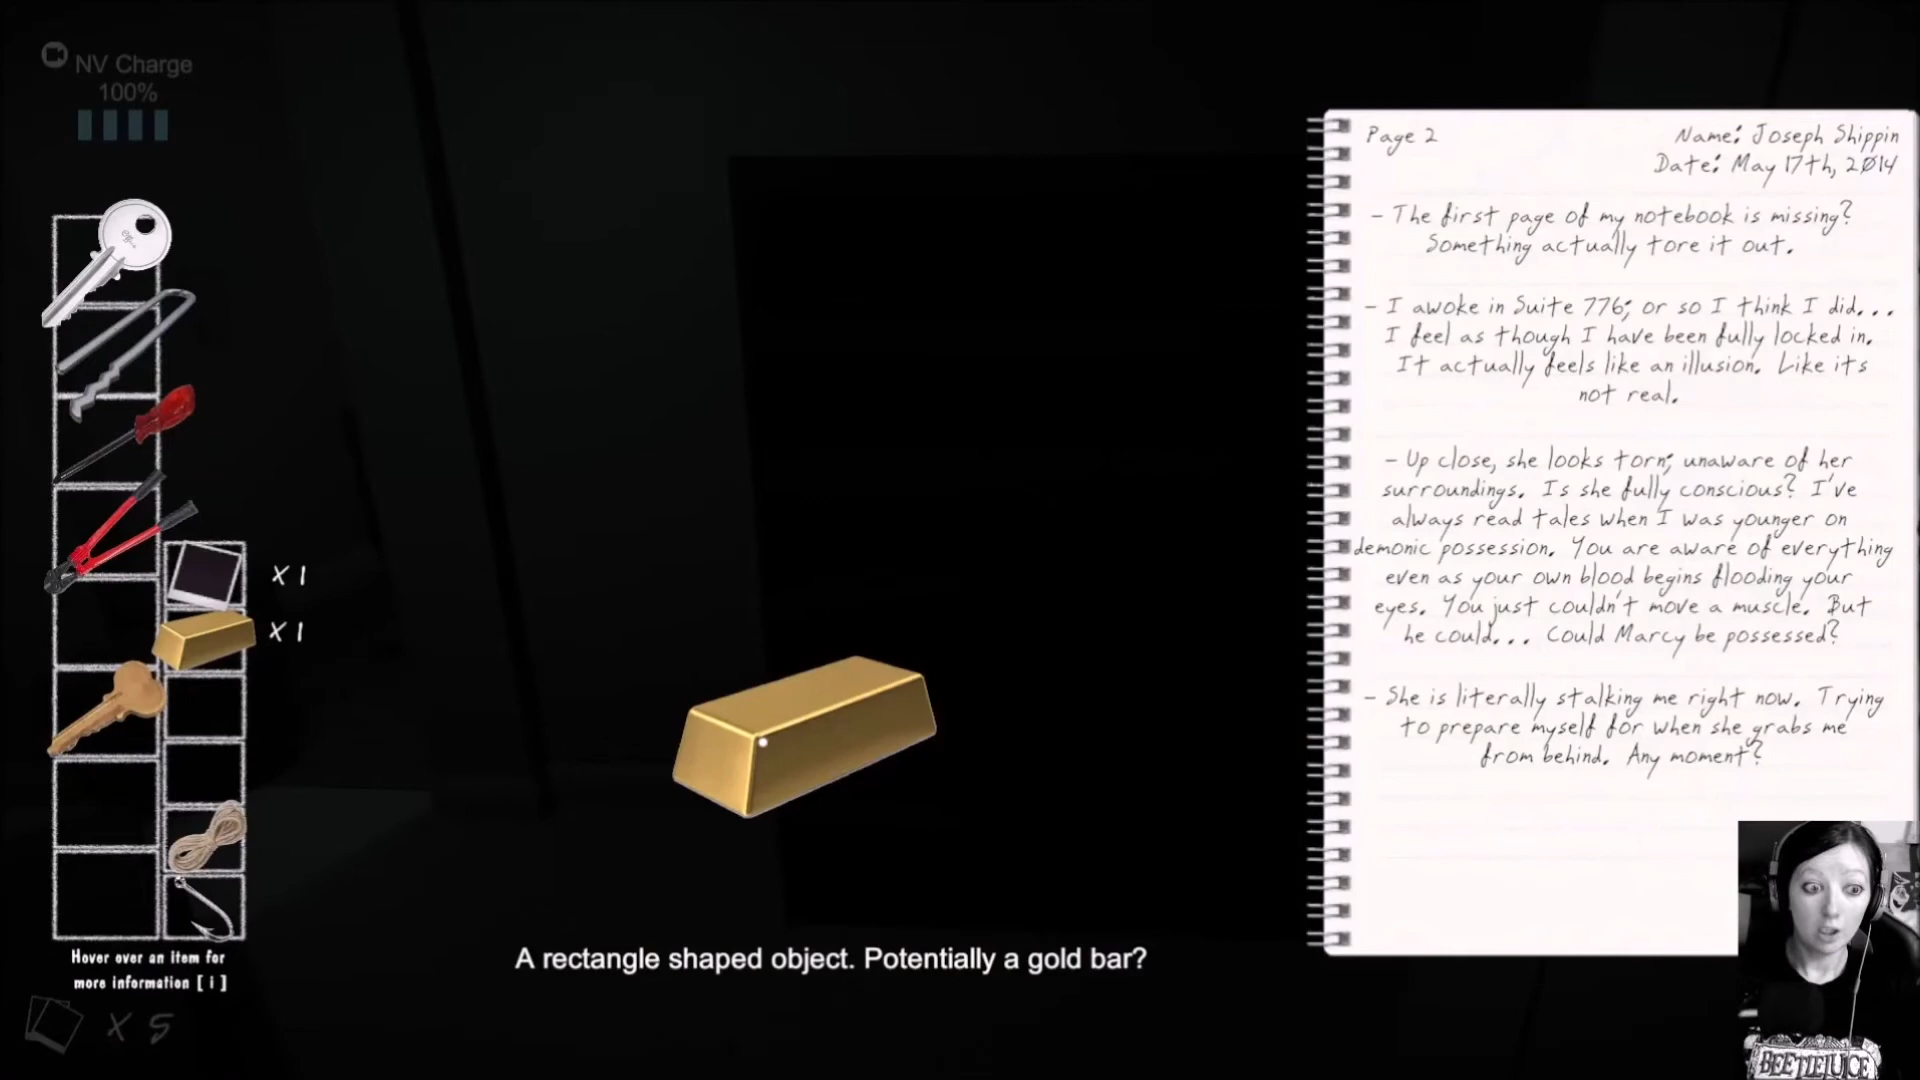 NV Charge
100%
Office
X 1
X 1
Hover over an item for
more information [ i ]
X 5
A rectangle shaped object. Potentially a gold bar?
Page 2
Name: Joseph Shippin
Date: May 17th, 2014
- The first page of my notebook is missing?
Something actually tore it out.
- I awoke in Suite 776; or so I think I did...
I feel as though I have been fully locked in.
It actually feels like an illusion. Like it's
not real.
- Up close, she looks torn; unaware of her
surroundings. Is she fully conscious? I've
always read tales when I was younger on
demonic possession. You are aware of everything
even as your own blood begins flooding your
eyes. You just couldn't move a muscle. But
he could... Could Marcy be possessed?
- She is literally stalking me right now. Trying
to prepare myself for when she grabs me
from behind. Any moment?
BEETLEJUICE